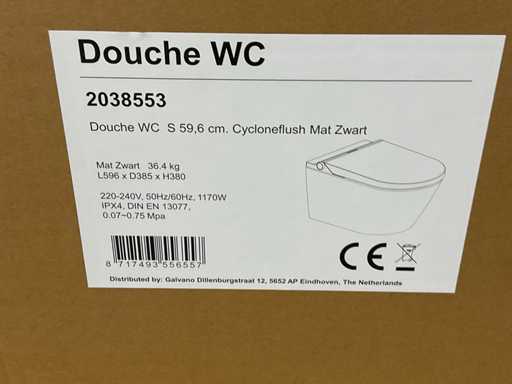 Douche WC
2038553
Douche WC S 59,6 cm. Cycloneflush Mat Zwart
Mat Zwart 36.4 kg
L596 x D385 x H380
220-240V, 50Hz/60Hz, 1170W
IPX4, DIN EN 13077,
0.07~0.75 Mpa
CE
8 717493 556557
Distributed by: Galvano Dillenburgstraat 12, 5652 AP Eindhoven, The Netherlands